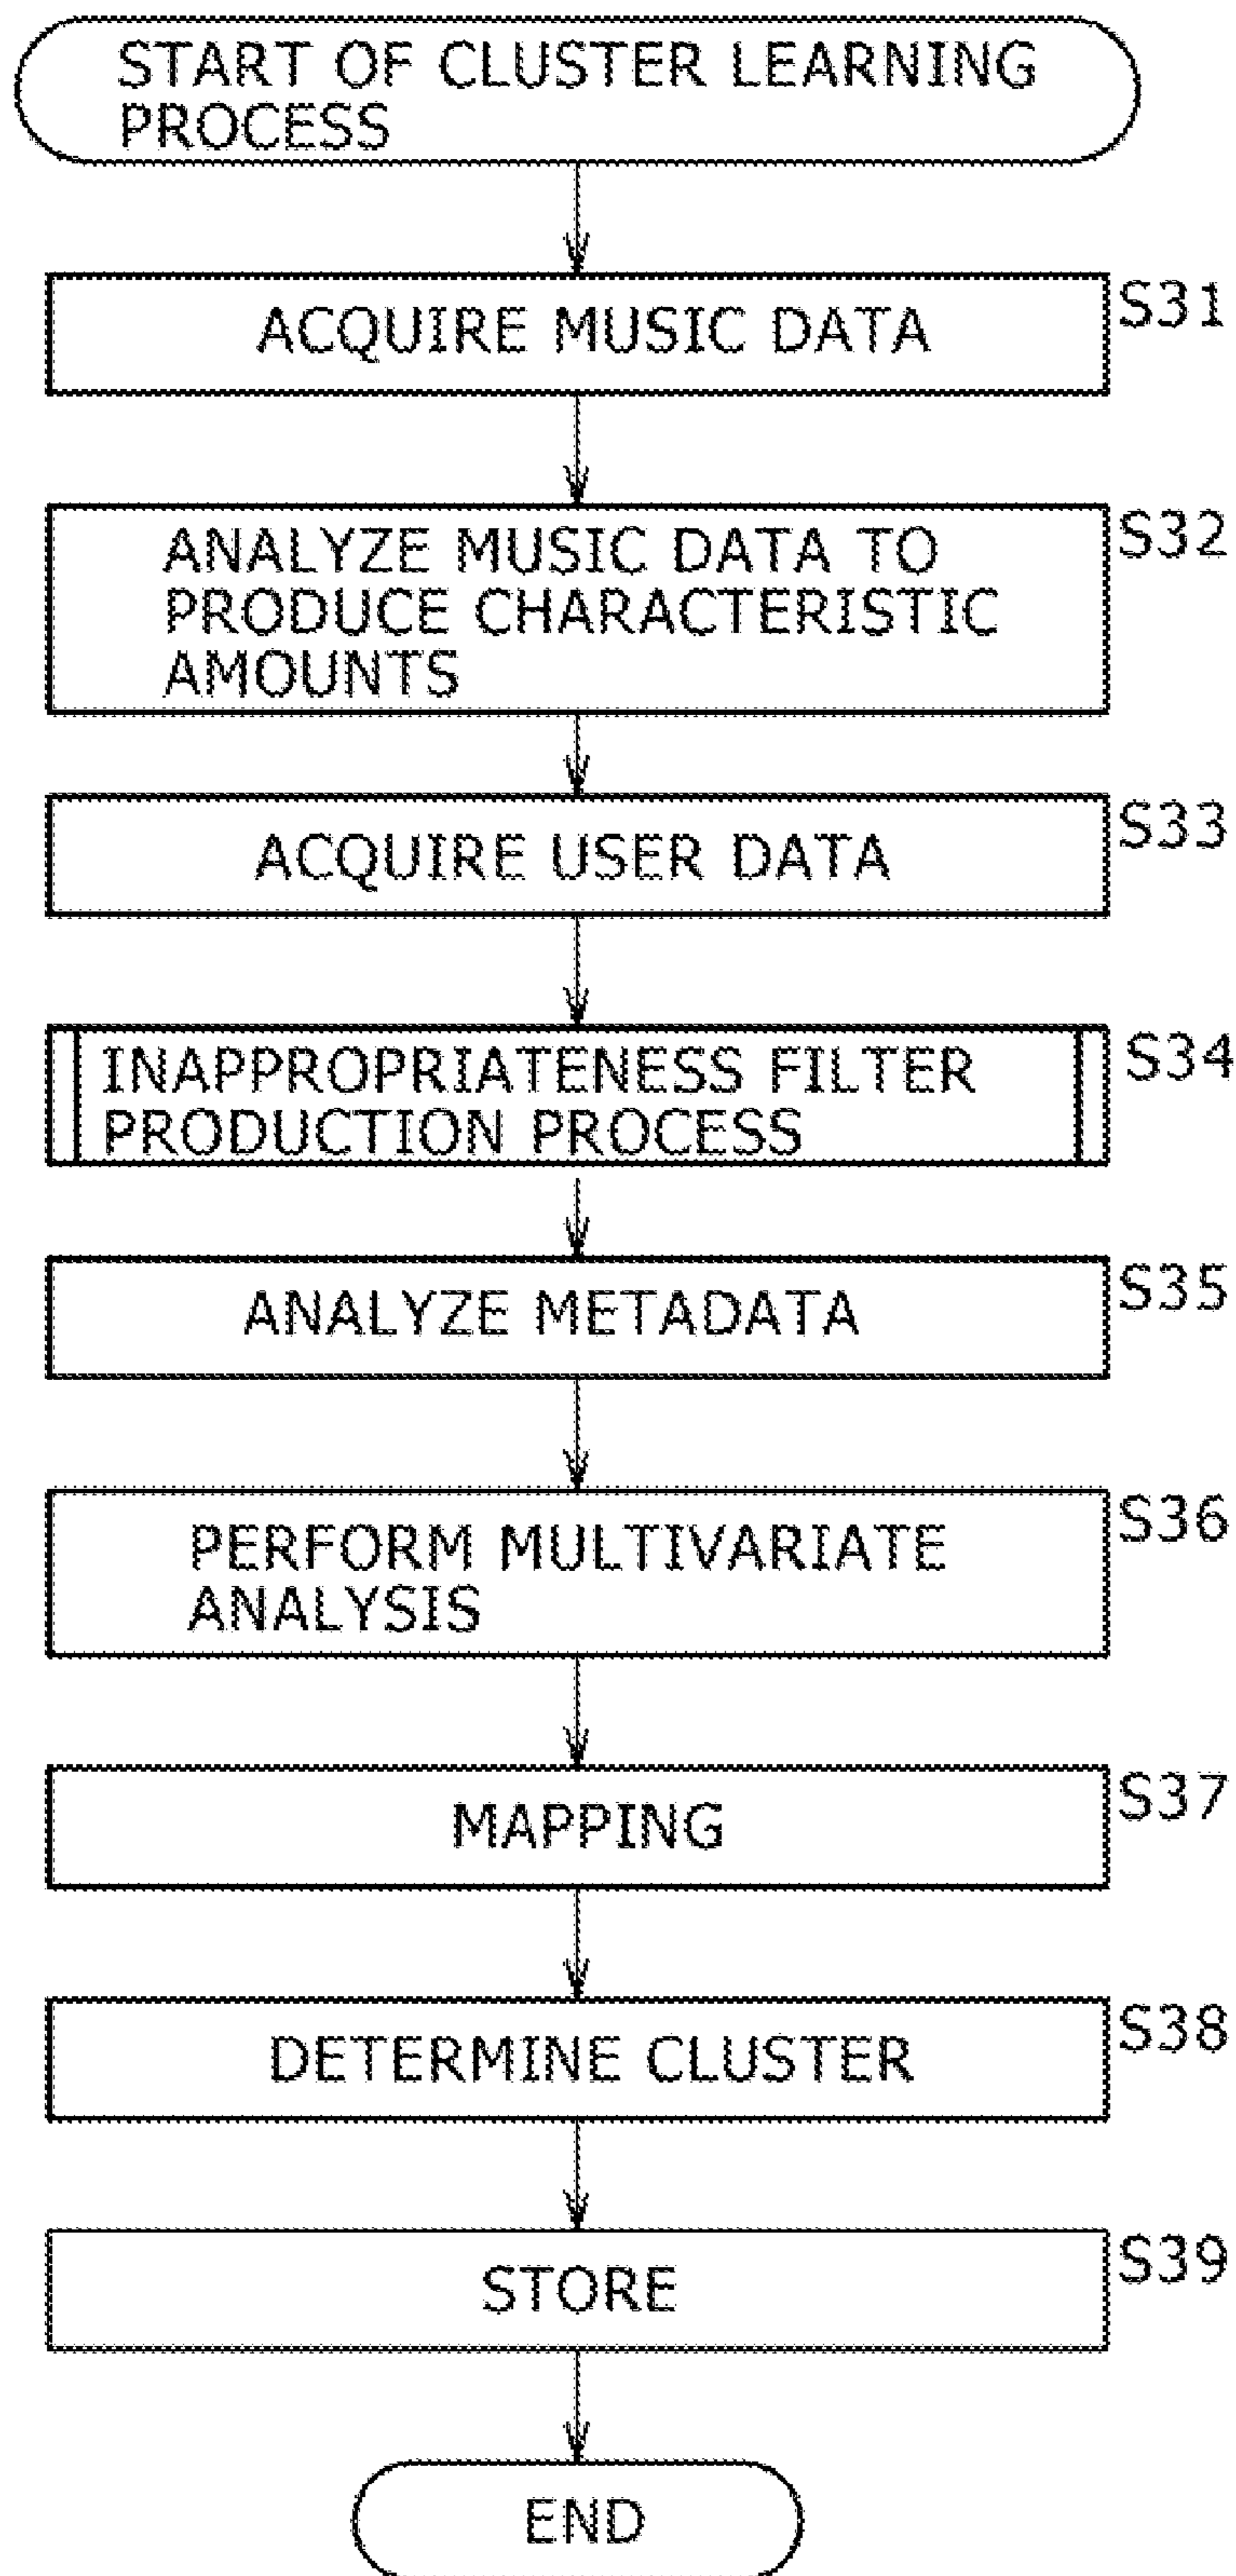 START OF CLUSTER LEARNING
PROCESS
ACQUIRE MUSIC DATA
S31
ANALYZE MUSIC DATA TO
PRODUCE CHARACTERISTIC
AMOUNTS
S32
ACQUIRE USER DATA
S33
INAPPROPRIATENESS FILTER
PRODUCTION PROCESS
S34
ANALYZE METADATA
S35
PERFORM MULTIVARIATE
ANALYSIS
S36
MAPPING
S37
DETERMINE CLUSTER
S38
STORE
S39
END